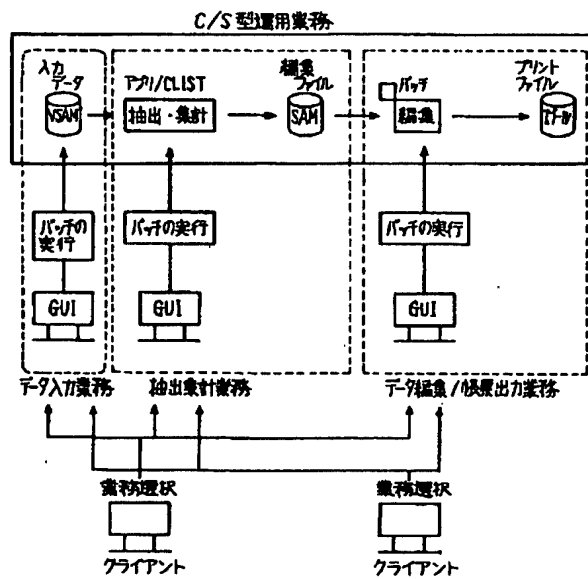 C/S型運用業務
入力
データ
VSAM
アプリ/CLIST
抽出・集計
編集
ファイル
SAM
バッチ
編集
プリント
ファイル
バッチの
実行
バッチの実行
バッチの実行
GUI
GUI
GUI
データ入力業務
抽出集計業務
データ編集/帳票出力業務
業務選択
業務選択
クライアント
クライアント